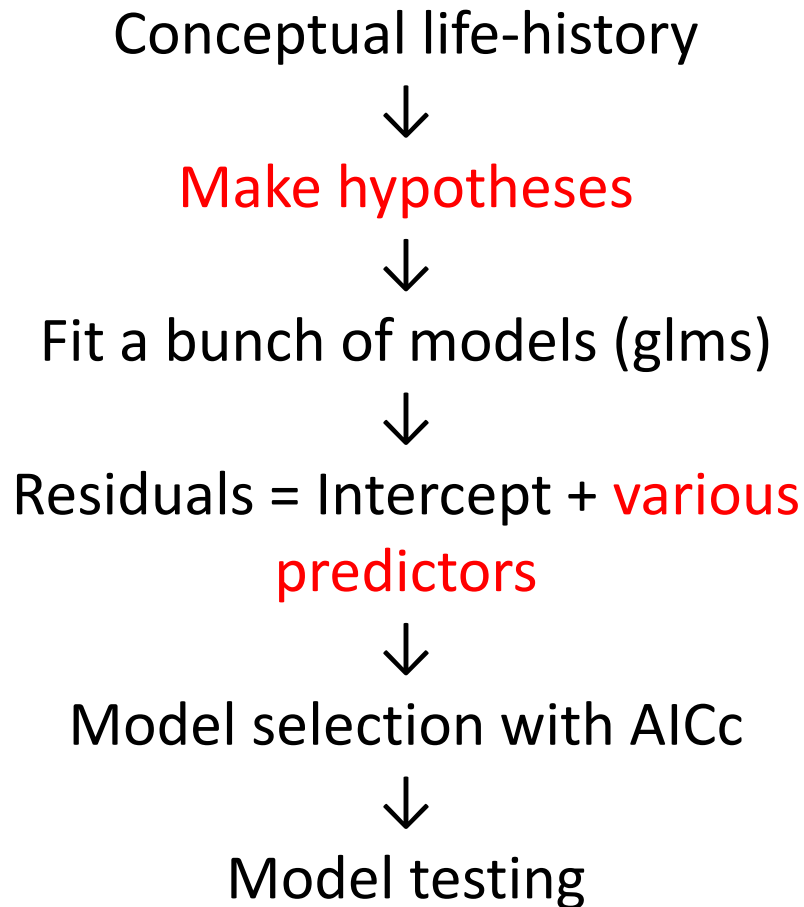 Conceptual life-history
↓
Make hypotheses
↓
Fit a bunch of models (glms)
↓
Residuals = Intercept + various
predictors
↓
Model selection with AICc
↓
Model testing